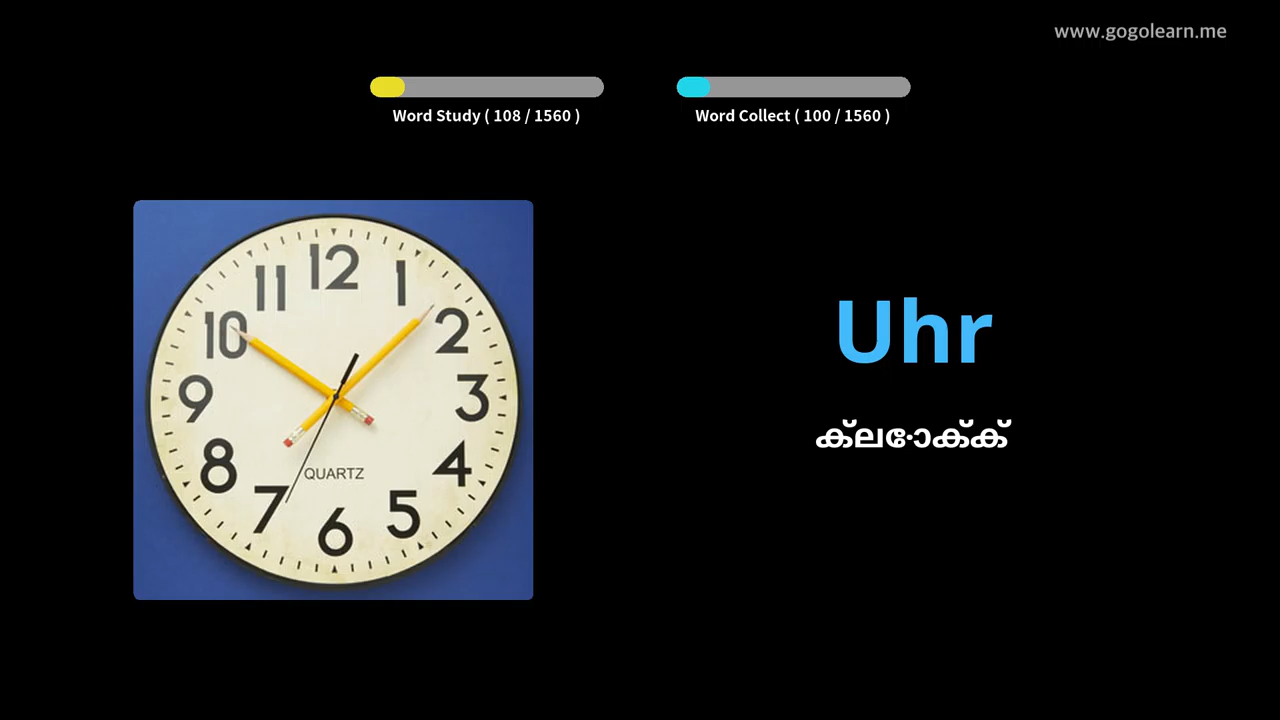 www.gogolearn.me
Word Study ( 108 / 1560 )
Word Collect ( 100 / 1560 )
12
1
2
3
4
5
6
7
8
9
10
11
QUARTZ
Uhr
ക്ലോക്ക്